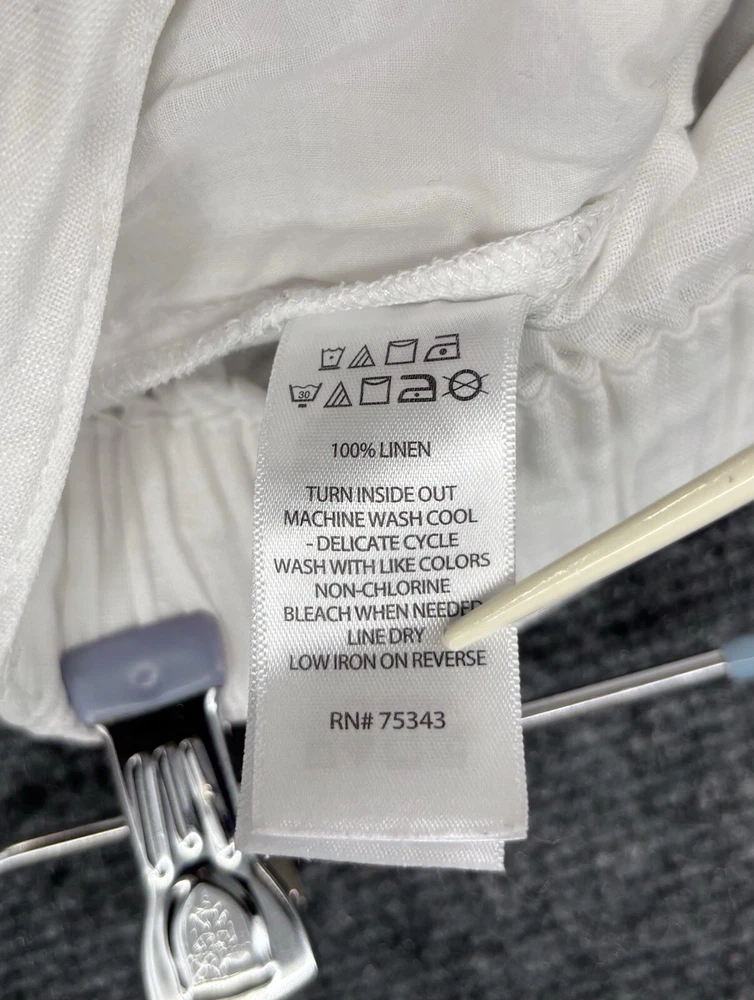 30
100% LINEN
TURN INSIDE OUT
MACHINE WASH COOL
- DELICATE CYCLE
WASH WITH LIKE COLORS
NON-CHLORINE
BLEACH WHEN NEEDED
LINE DRY
LOW IRON ON REVERSE
RN# 75343